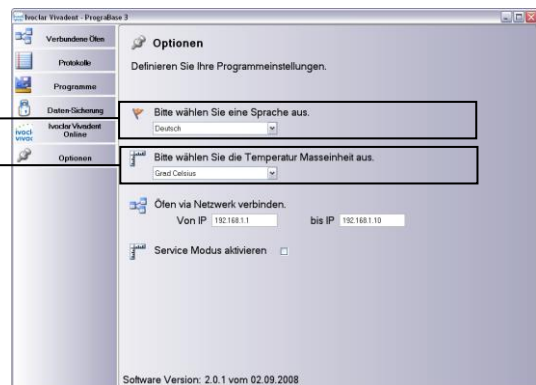 Ivoclar Vivadent - PrograBase 3
Verbundene Öfen
Protokolle
Programme
Daten-Sicherung
Ivoclar Vivadent
Online
Optionen
Optionen
Definieren Sie Ihre Programmeinstellungen.
Bitte wählen Sie eine Sprache aus.
Deutsch
Bitte wählen Sie die Temperatur Masseinheit aus.
Grad Celsius
Öfen via Netzwerk verbinden.
Von IP 192.168.1.1 bis IP 192.168.1.10
Service Modus aktivieren
Software Version: 2.0.1 vom 02.09.2008